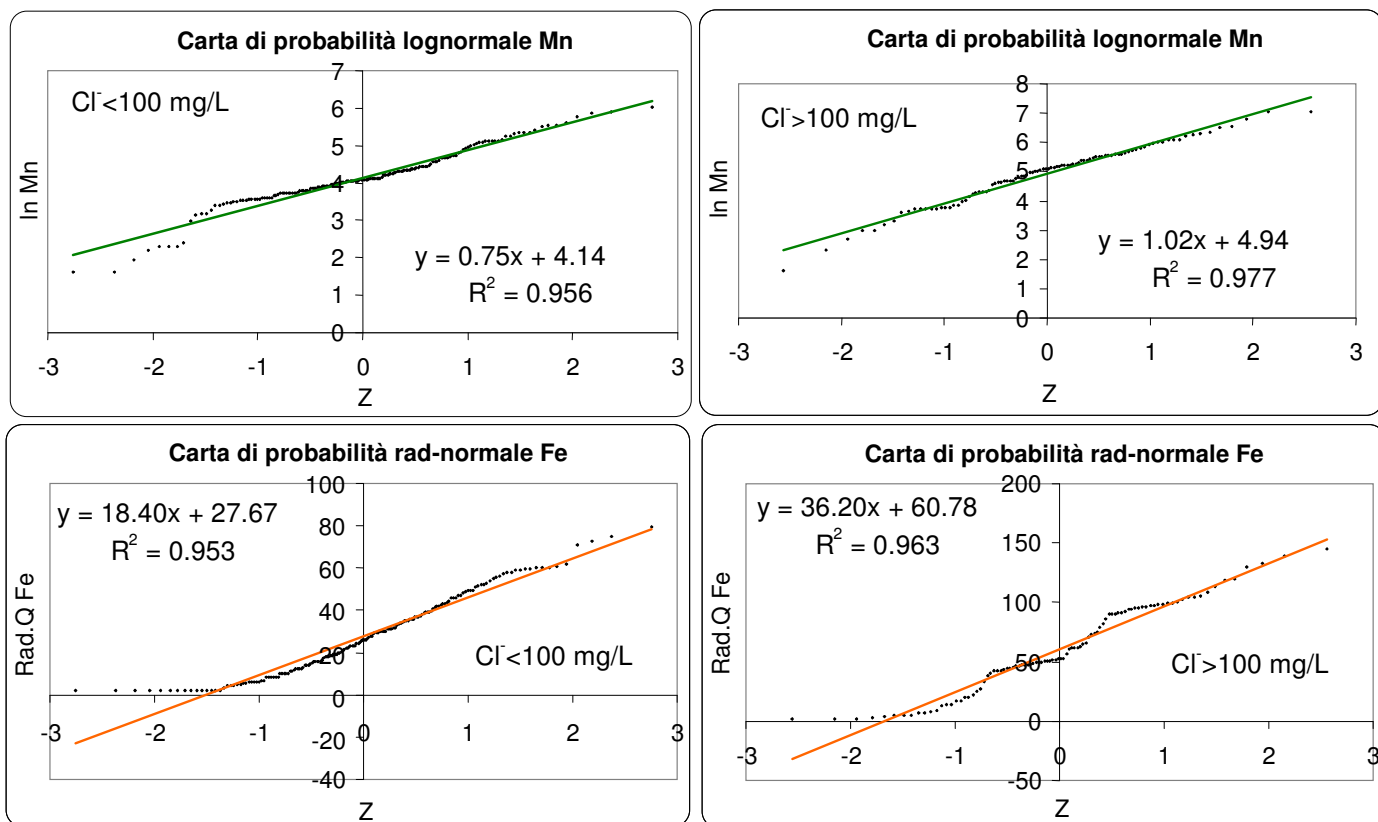 Carta di probabilità lognormale Mn
Cl⁻<100 mg/L
ln Mn
7
6
5
4
3
2
1
0
y = 0.75x + 4.14
R² = 0.956
-3 -2 -1 0 1 2 3
Z
Carta di probabilità lognormale Mn
Cl⁻>100 mg/L
ln Mn
8
7
6
5
4
3
2
1
0
y = 1.02x + 4.94
R² = 0.977
-3 -2 -1 0 1 2 3
Z
Carta di probabilità rad-normale Fe
y = 18.40x + 27.67
R² = 0.953
Rad.Q Fe
100
80
60
40
20
0
-20
-40
Cl⁻<100 mg/L
-3 -2 -1 0 1 2 3
Z
Carta di probabilità rad-normale Fe
y = 36.20x + 60.78
R² = 0.963
Rad.Q Fe
200
150
100
50
0
-50
Cl⁻>100 mg/L
-3 -2 -1 0 1 2 3
Z